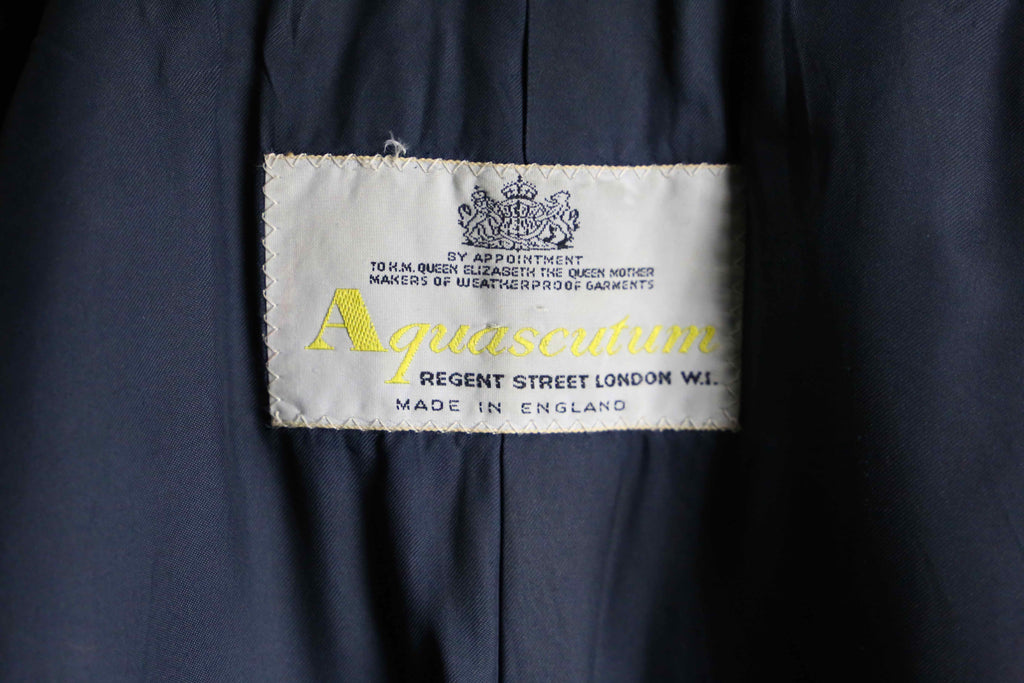 BY APPOINTMENT
TO H.M. QUEEN ELIZABETH THE QUEEN MOTHER
MAKERS OF WEATHERPROOF GARMENTS
Aquascutum
REGENT STREET LONDON W.I.
MADE IN ENGLAND